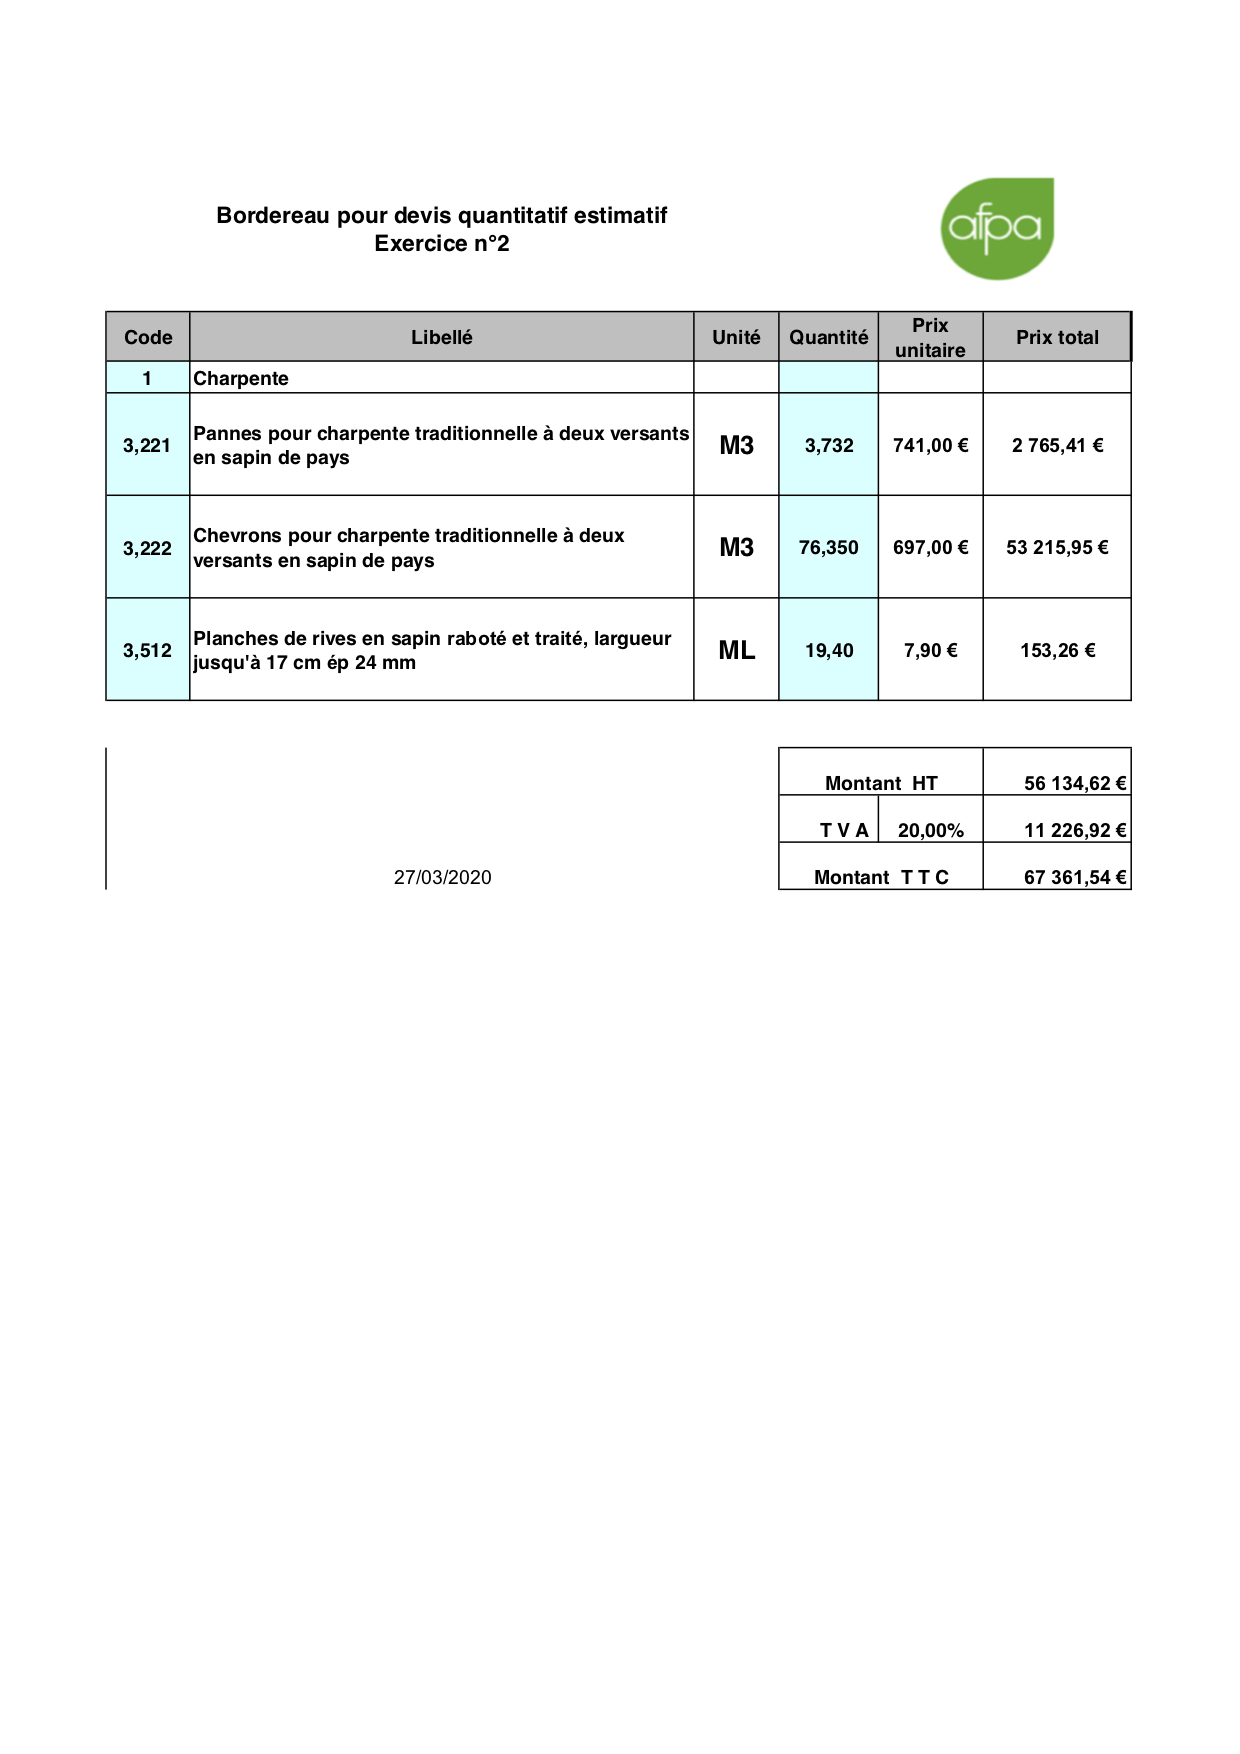 Bordereau pour devis quantitatif estimatif
Exercice n°2
afpa
Code Libellé Unité Quantité Prix unitaire Prix total
1 Charpente
3,221 Pannes pour charpente traditionnelle à deux versants
en sapin de pays M3 3,732 741,00 € 2 765,41 €
3,222 Chevrons pour charpente traditionnelle à deux
versants en sapin de pays M3 76,350 697,00 € 53 215,95 €
3,512 Planches de rives en sapin raboté et traité, largueur
jusqu'à 17 cm ép 24 mm ML 19,40 7,90 € 153,26 €
Montant HT 56 134,62 €
T V A 20,00% 11 226,92 €
27/03/2020 Montant T T C 67 361,54 €